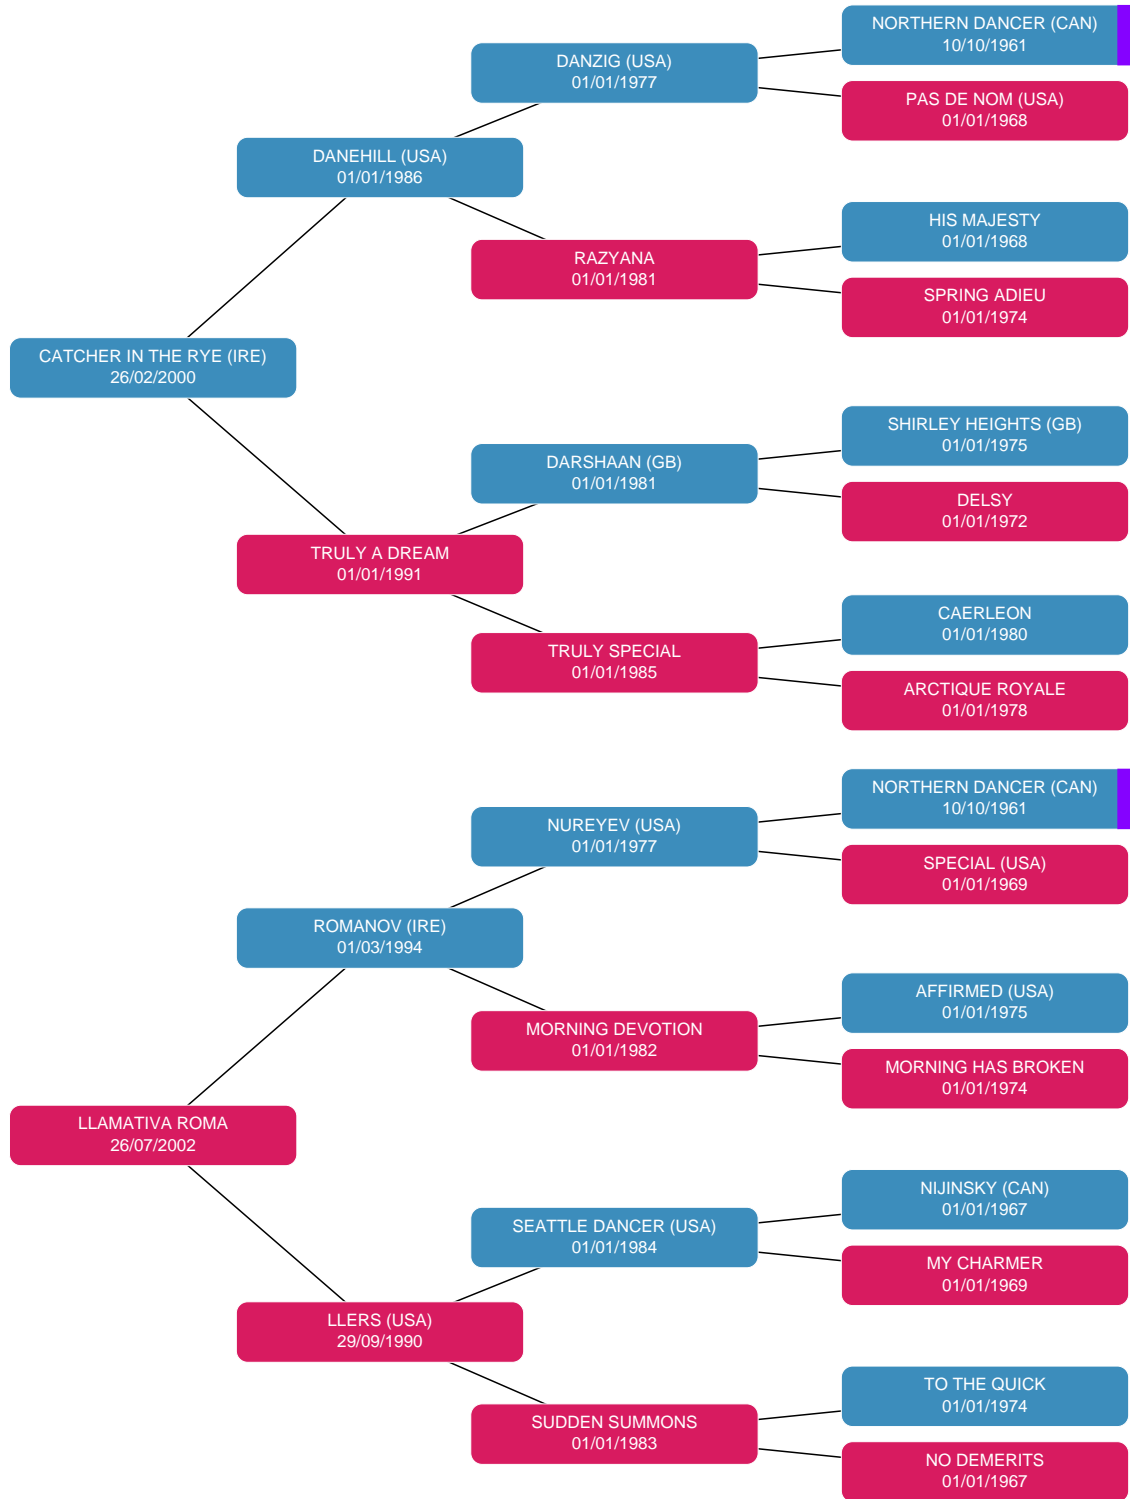 NORTHERN DANCER (CAN)
10/10/1961
DANZIG (USA)
01/01/1977
PAS DE NOM (USA)
01/01/1968
DANEHILL (USA)
01/01/1986
HIS MAJESTY
01/01/1968
RAZYANA
01/01/1981
SPRING ADIEU
01/01/1974
CATCHER IN THE RYE (IRE)
26/02/2000
SHIRLEY HEIGHTS (GB)
01/01/1975
DARSHAAN (GB)
01/01/1981
DELSY
01/01/1972
TRULY A DREAM
01/01/1991
CAERLEON
01/01/1980
TRULY SPECIAL
01/01/1985
ARCTIQUE ROYALE
01/01/1978
NORTHERN DANCER (CAN)
10/10/1961
NUREYEV (USA)
01/01/1977
SPECIAL (USA)
01/01/1969
ROMANOV (IRE)
01/03/1994
AFFIRMED (USA)
01/01/1975
MORNING DEVOTION
01/01/1982
MORNING HAS BROKEN
01/01/1974
LLAMATIVA ROMA
26/07/2002
NIJINSKY (CAN)
01/01/1967
SEATTLE DANCER (USA)
01/01/1984
MY CHARMER
01/01/1969
LLERS (USA)
29/09/1990
TO THE QUICK
01/01/1974
SUDDEN SUMMONS
01/01/1983
NO DEMERITS
01/01/1967